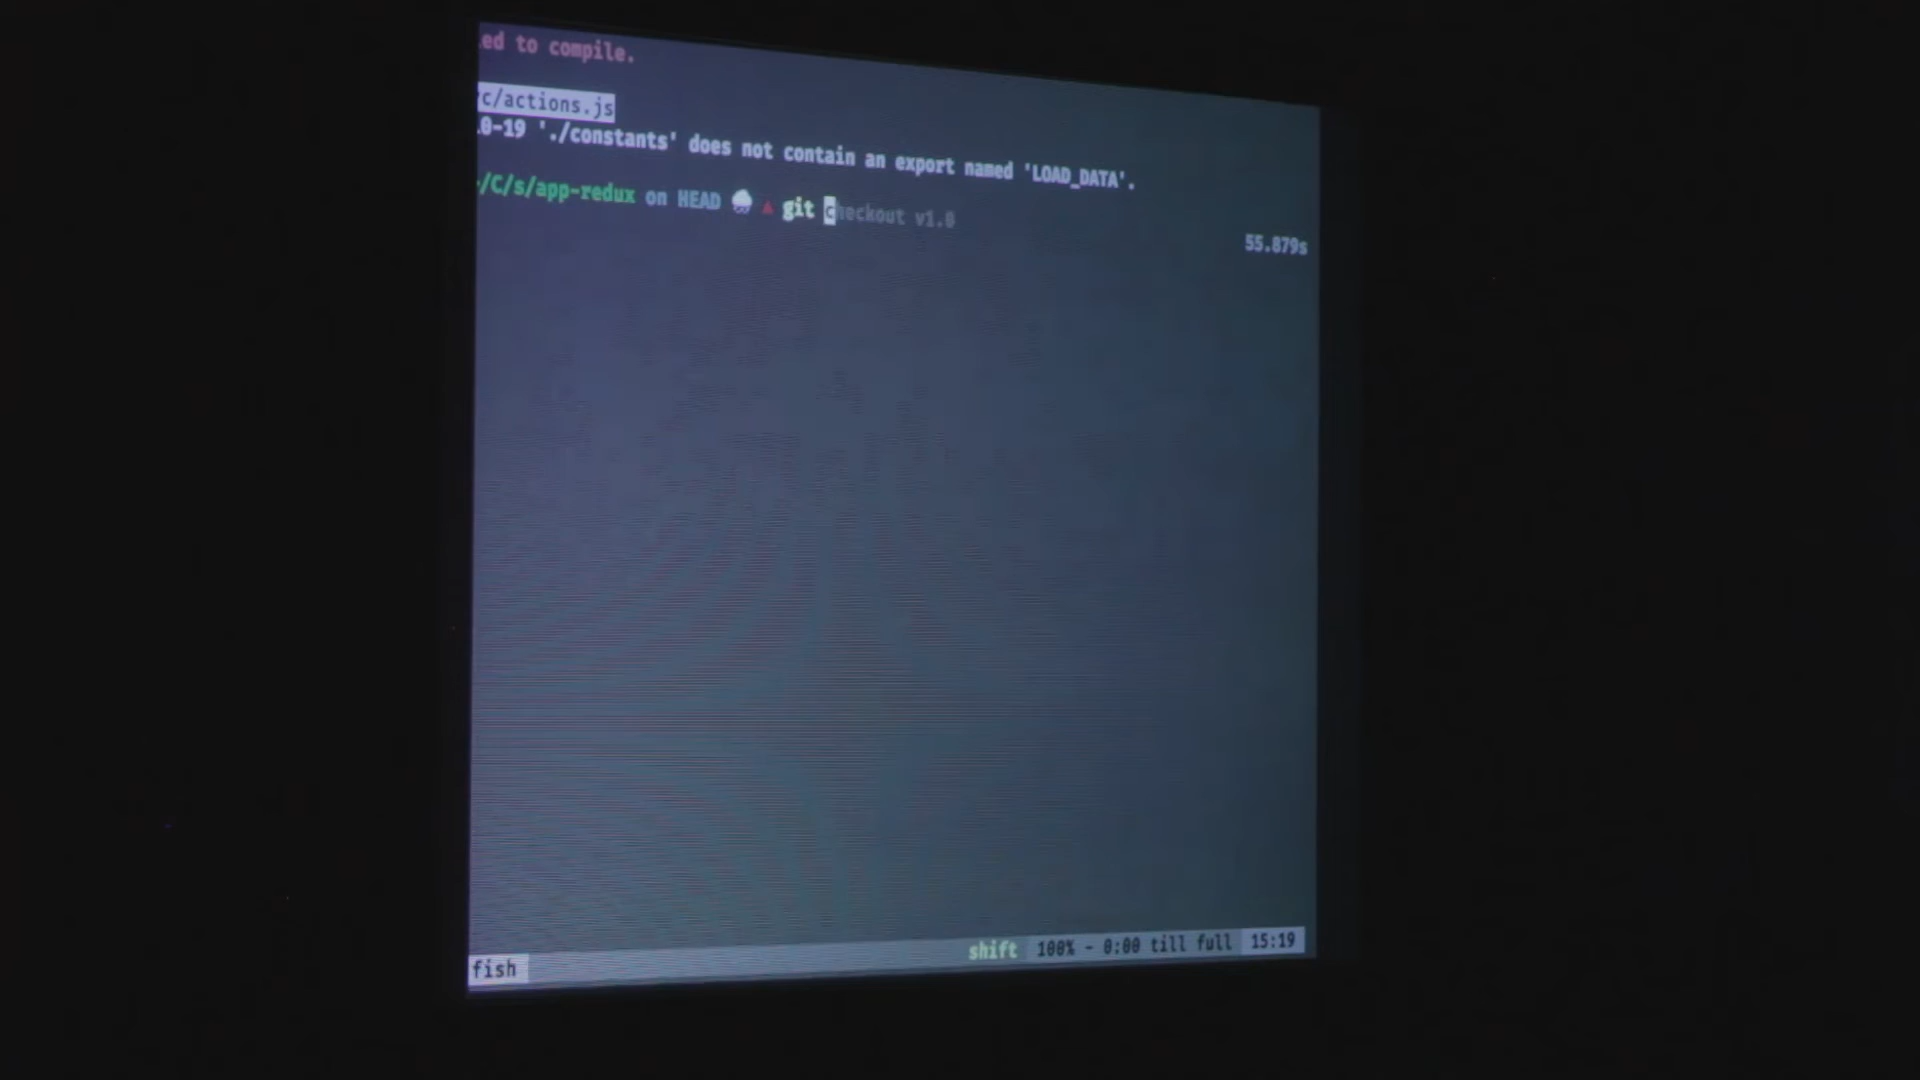 ed to compile.
c/actions.js
0-19 './constants' does not contain an export named 'LOAD_DATA'.
/C/s/app-redux on HEAD git checkout v1.0
55.879s
fish
shift 100% - 0:00 till full 15:19